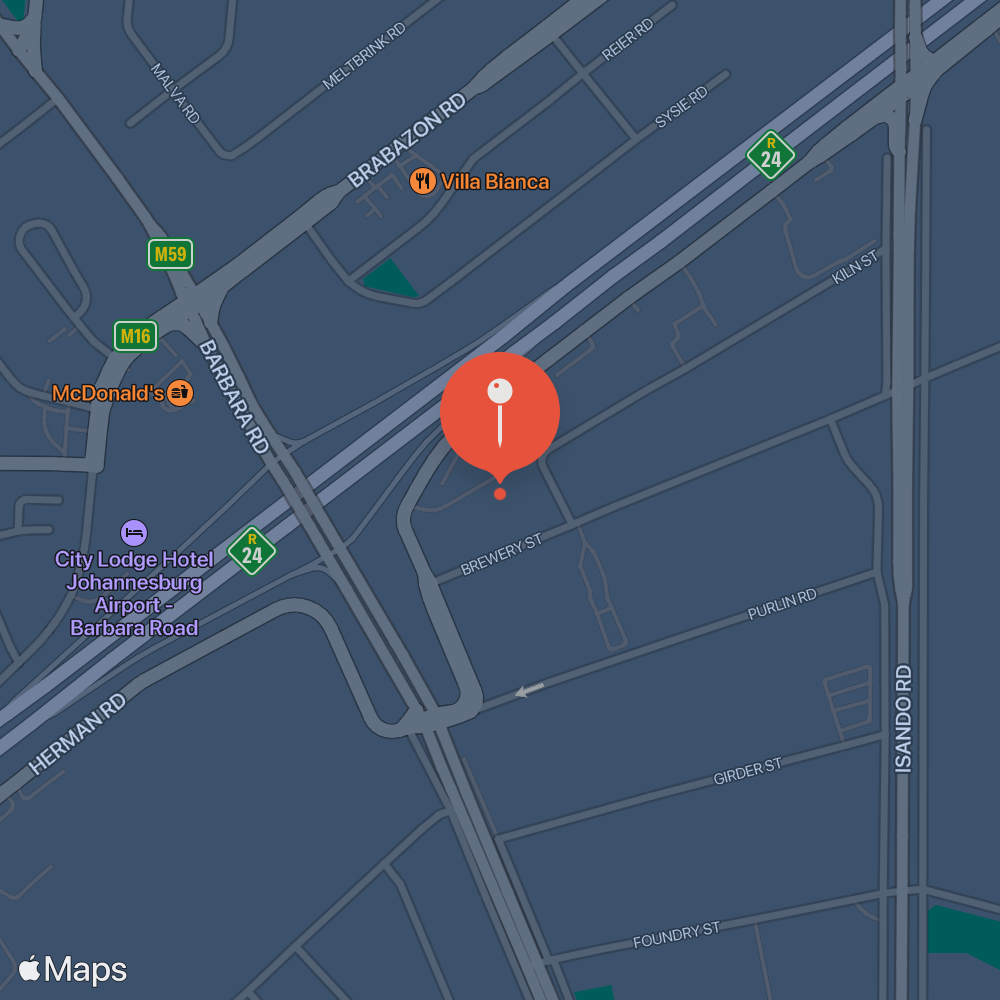 MALVA RD
MELTBRINK RD
REIER RD
SYSIE RD
BRABAZON RD
R
24
Villa Bianca
M59
KILN ST
M16
BARBARA RD
McDonald's
R
24
BREWERY ST
City Lodge Hotel
Johannesburg
Airport -
Barbara Road
PURLIN RD
HERMAN RD
ISANDO RD
GIRDER ST
FOUNDRY ST
Maps